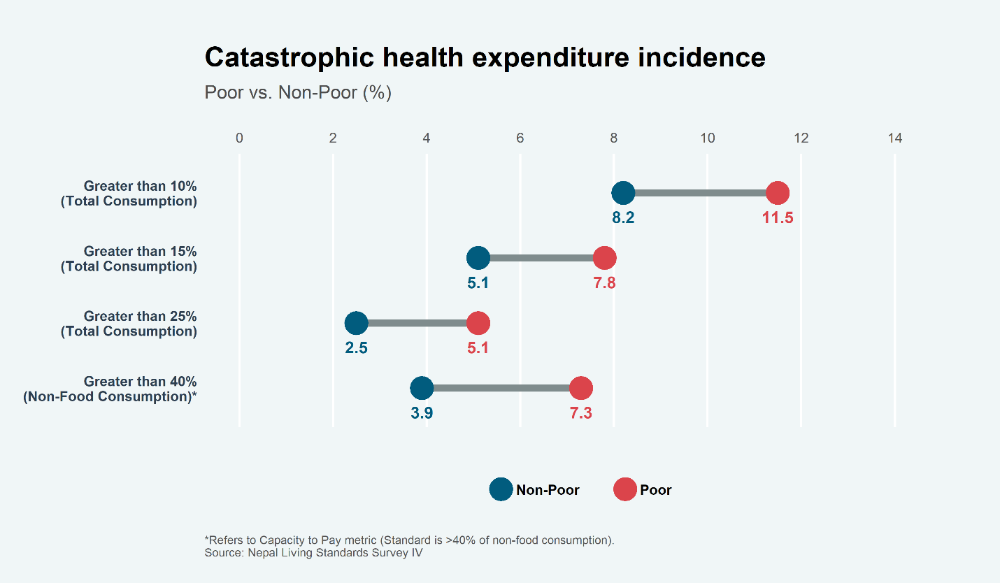 Catastrophic health expenditure incidence
Poor vs. Non-Poor (%)
0 2 4 6 8 10 12 14
Greater than 10%
(Total Consumption)
8.2 11.5
Greater than 15%
(Total Consumption)
5.1 7.8
Greater than 25%
(Total Consumption)
2.5 5.1
Greater than 40%
(Non-Food Consumption)*
3.9 7.3
Non-Poor Poor
*Refers to Capacity to Pay metric (Standard is >40% of non-food consumption).
Source: Nepal Living Standards Survey IV